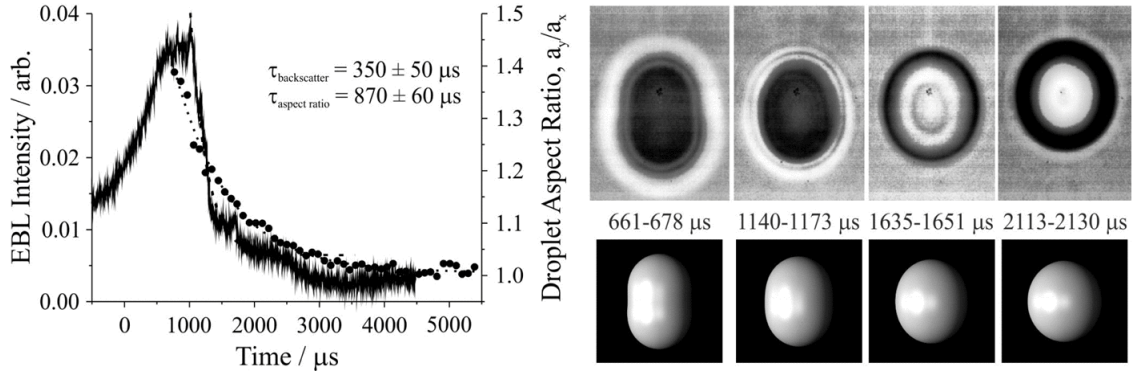 EBL Intensity / arb.
0.04
0.03
0.02
0.01
0.00
τbackscatter = 350 ± 50 µs
τaspect ratio = 870 ± 60 µs
1.5
1.4
1.3
1.2
1.1
1.0
Droplet Aspect Ratio, ay/ax
0 1000 2000 3000 4000 5000
Time / µs
661-678 µs 1140-1173 µs 1635-1651 µs 2113-2130 µs